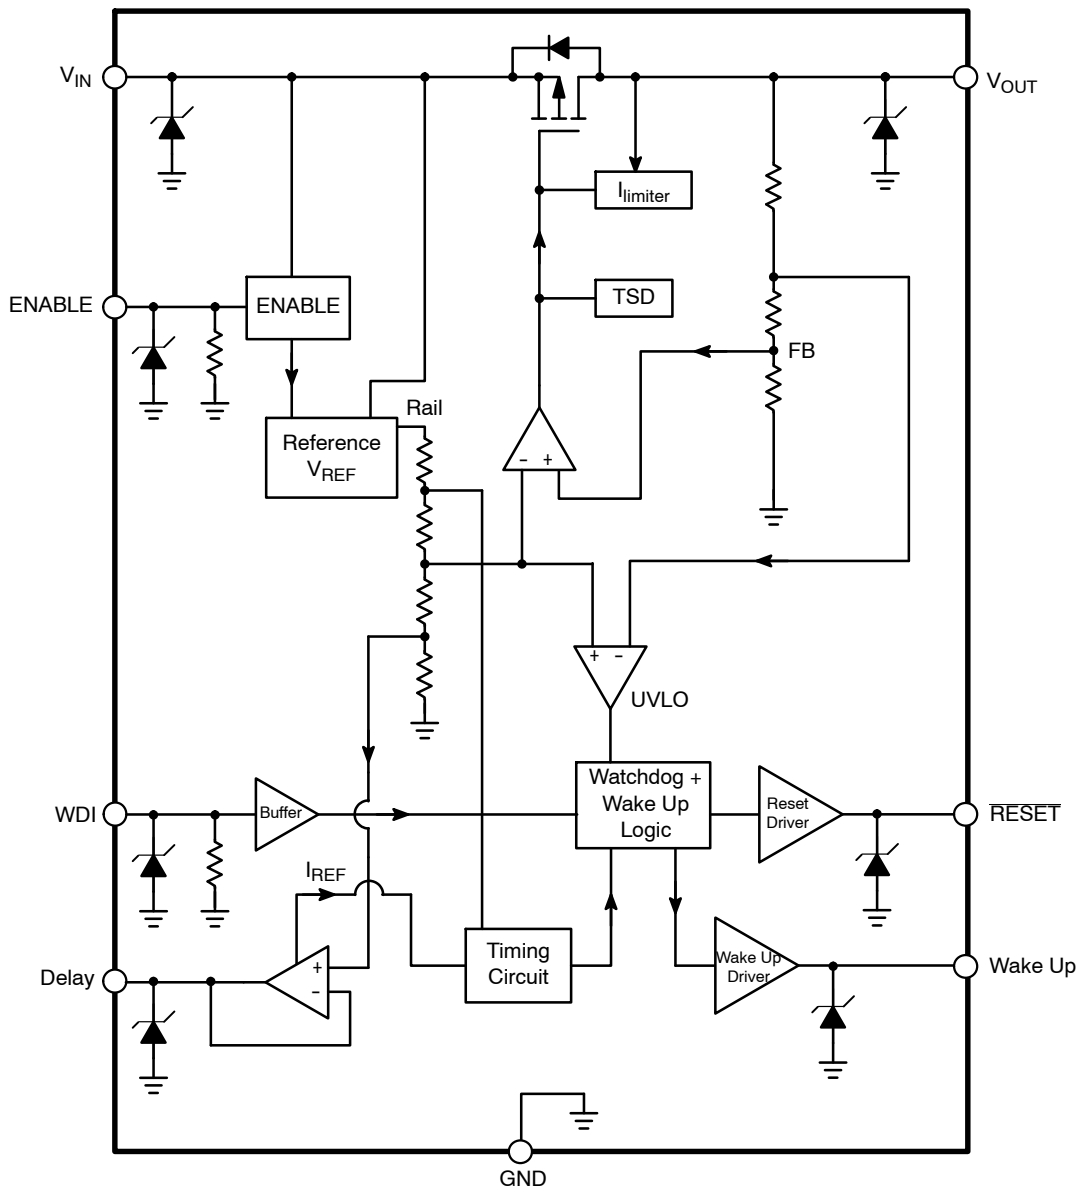 VIN
VOUT
Ilimiter
ENABLE
ENABLE
TSD
FB
Rail
Reference
VREF
- +
+ -
UVLO
WDI
Buffer
Watchdog +
Wake Up
Logic
Reset
Driver
RESET
IREF
Delay
+
-
Timing
Circuit
Wake Up
Driver
Wake Up
GND